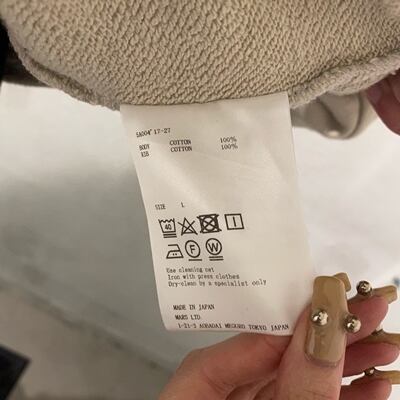 5A004' 17-27
BODY COTTON 100%
RIB COTTON 100%
SIZE L
40
F W
Use cleaning net
Iron with press clothes
Dry-clean by a specialist only
MADE IN JAPAN
MARS LTD.
1-21-3 AOBADAI MEGURO TOKYO JAPAN